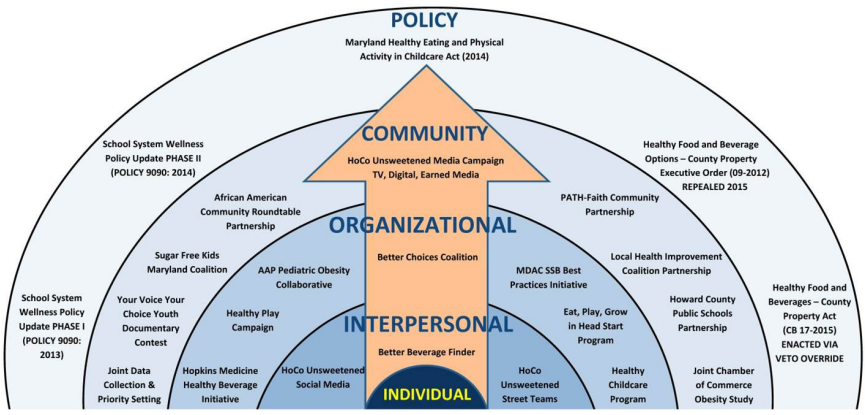 POLICY
Maryland Healthy Eating and Physical
Activity in Childcare Act (2014)
School System Wellness
Policy Update PHASE II
(POLICY 9090: 2014)
Healthy Food and Beverage
Options – County Property
Executive Order (09-2012)
REPEALED 2015
School System
Wellness Policy
Update PHASE I
(POLICY 9090:
2013)
Healthy Food and
Beverages – County
Property Act
(CB 17-2015)
ENACTED VIA
VETO OVERRIDE
COMMUNITY
HoCo Unsweetened Media Campaign
TV, Digital, Earned Media
African American
Community Roundtable
Partnership
PATH-Faith Community
Partnership
Sugar Free Kids
Maryland Coalition
Local Health Improvement
Coalition Partnership
Your Voice Your
Choice Youth
Documentary
Contest
Howard County
Public Schools
Partnership
Joint Data
Collection &
Priority Setting
Joint Chamber
of Commerce
Obesity Study
ORGANIZATIONAL
Better Choices Coalition
AAP Pediatric Obesity
Collaborative
MDAC SSB Best
Practices Initiative
Healthy Play
Campaign
Eat, Play, Grow
in Head Start
Program
Hopkins Medicine
Healthy Beverage
Initiative
Healthy
Childcare
Program
INTERPERSONAL
Better Beverage Finder
HoCo Unsweetened
Social Media
HoCo
Unsweetened
Street Teams
INDIVIDUAL